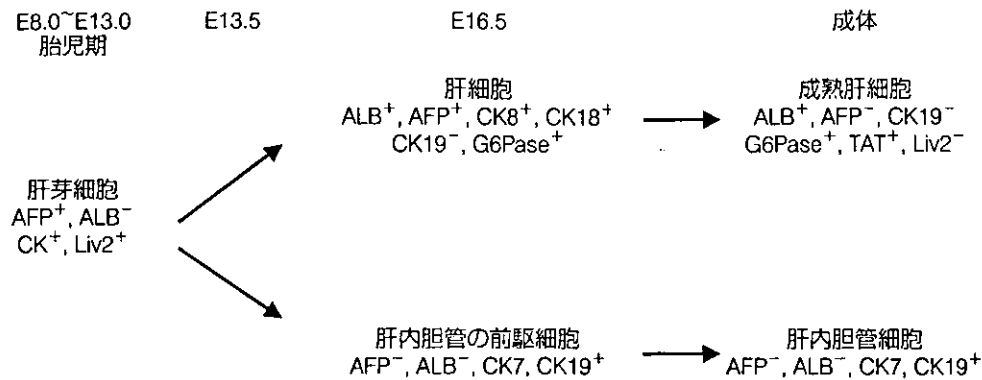 E8.0~E13.0
胎児期
E13.5
E16.5
成体
肝細胞
ALB⁺, AFP⁺, CK8⁺, CK18⁺
CK19⁻, G6Pase⁺
成熟肝細胞
ALB⁺, AFP⁻, CK19⁻
G6Pase⁺, TAT⁺, Liv2⁻
肝芽細胞
AFP⁺, ALB⁻
CK⁺, Liv2⁺
肝内胆管の前駆細胞
AFP⁻, ALB⁻, CK7, CK19⁺
肝内胆管細胞
AFP⁻, ALB⁻, CK7, CK19⁺